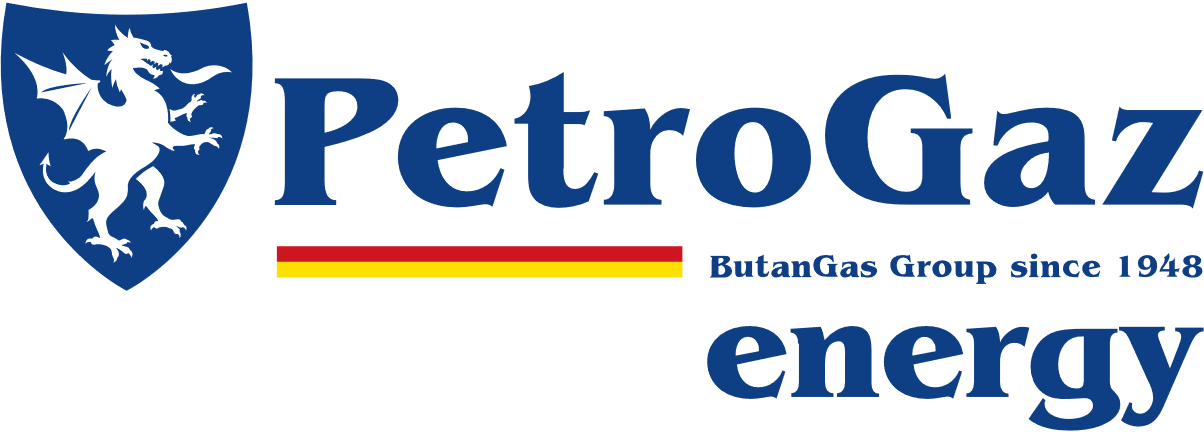 PetroGaz
ButanGas Group since 1948
energy